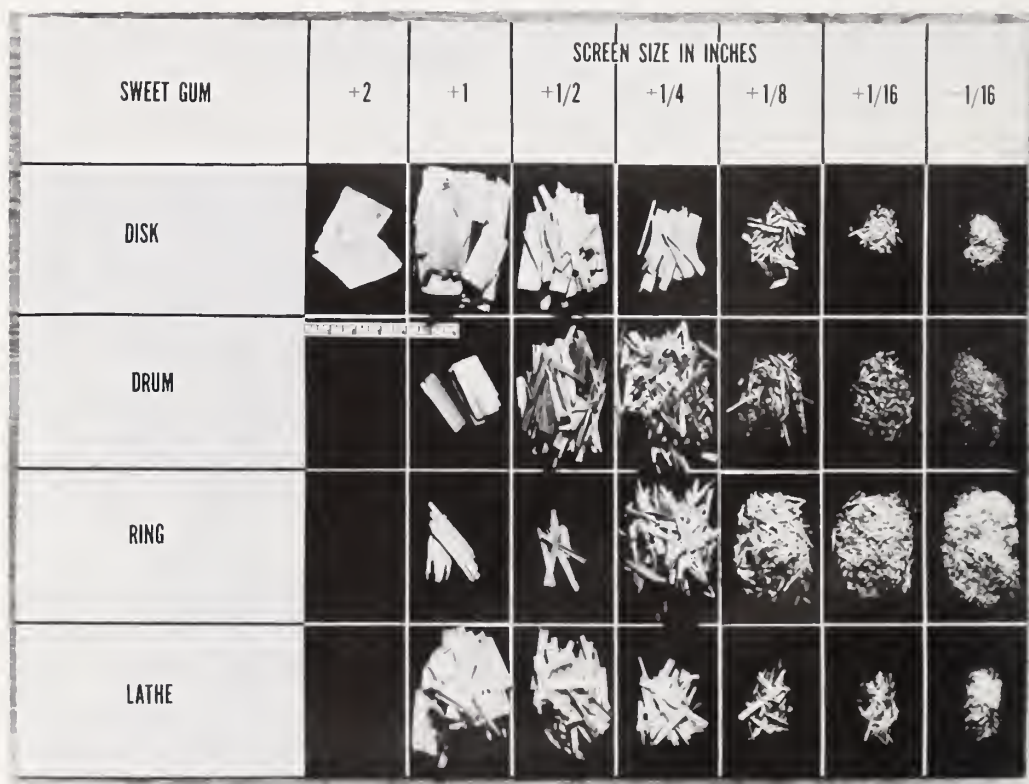 SCREEN SIZE IN INCHES
SWEET GUM +2 +1 +1/2 +1/4 +1/8 +1/16 1/16
DISK
DRUM
RING
LATHE